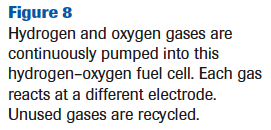 Figure 8
Hydrogen and oxygen gases are
continuously pumped into this
hydrogen–oxygen fuel cell. Each gas
reacts at a different electrode.
Unused gases are recycled.